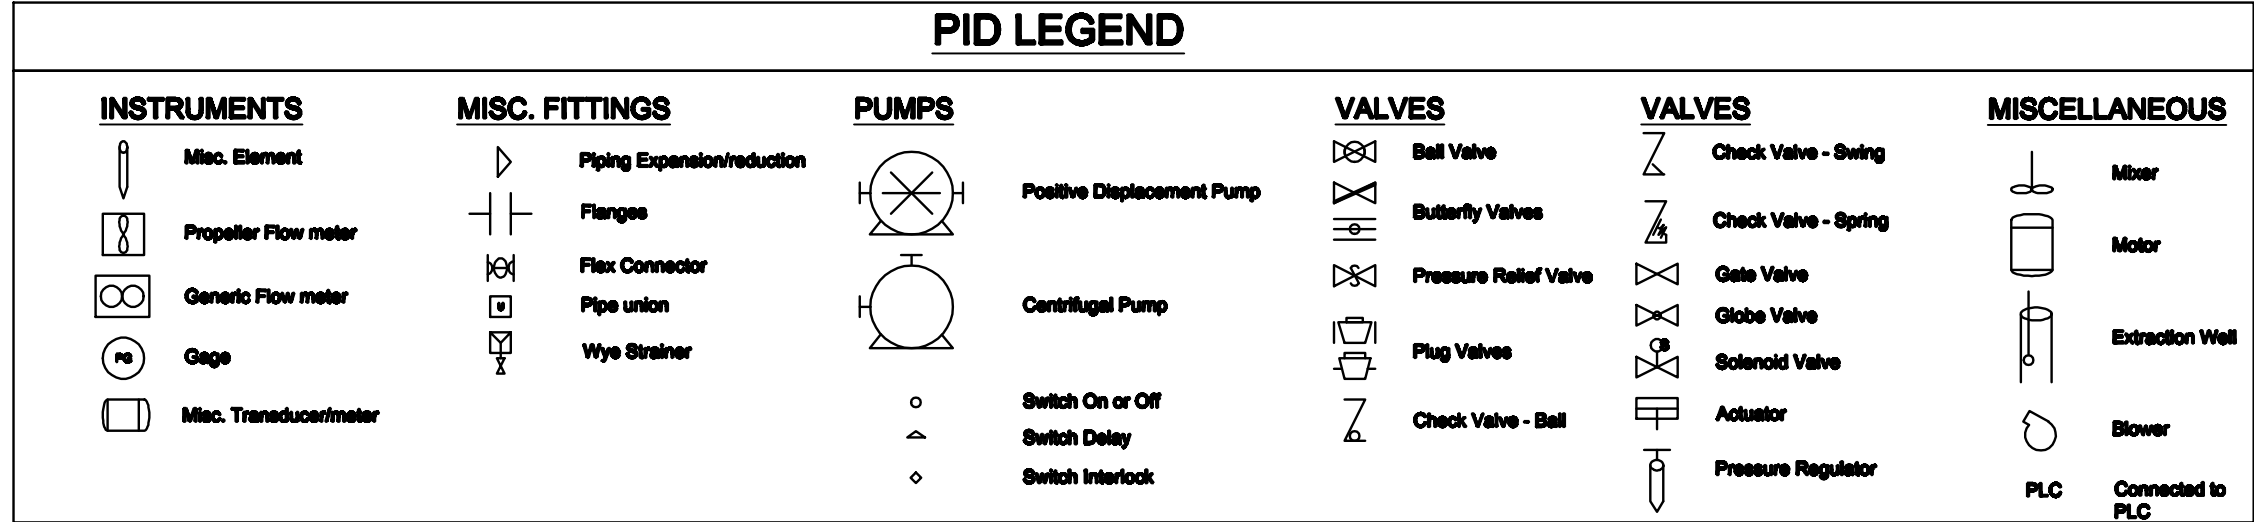 PID LEGEND
INSTRUMENTS
Misc. Element
Propeller Flow meter
Generic Flow meter
PG
Gage
Misc. Transducer/meter
MISC. FITTINGS
Piping Expansion/reduction
Flanges
Flex Connector
U
Pipe union
Wye Strainer
PUMPS
Positive Displacement Pump
Centrifugal Pump
Switch On or Off
Switch Delay
Switch Interlock
VALVES
Ball Valve
Butterfly Valves
Pressure Relief Valve
Plug Valves
Check Valve - Ball
VALVES
Check Valve - Swing
Check Valve - Spring
Gate Valve
Globe Valve
S
Solenoid Valve
Actuator
Pressure Regulator
MISCELLANEOUS
Mixer
Motor
Extraction Well
Blower
PLC
Connected to
PLC